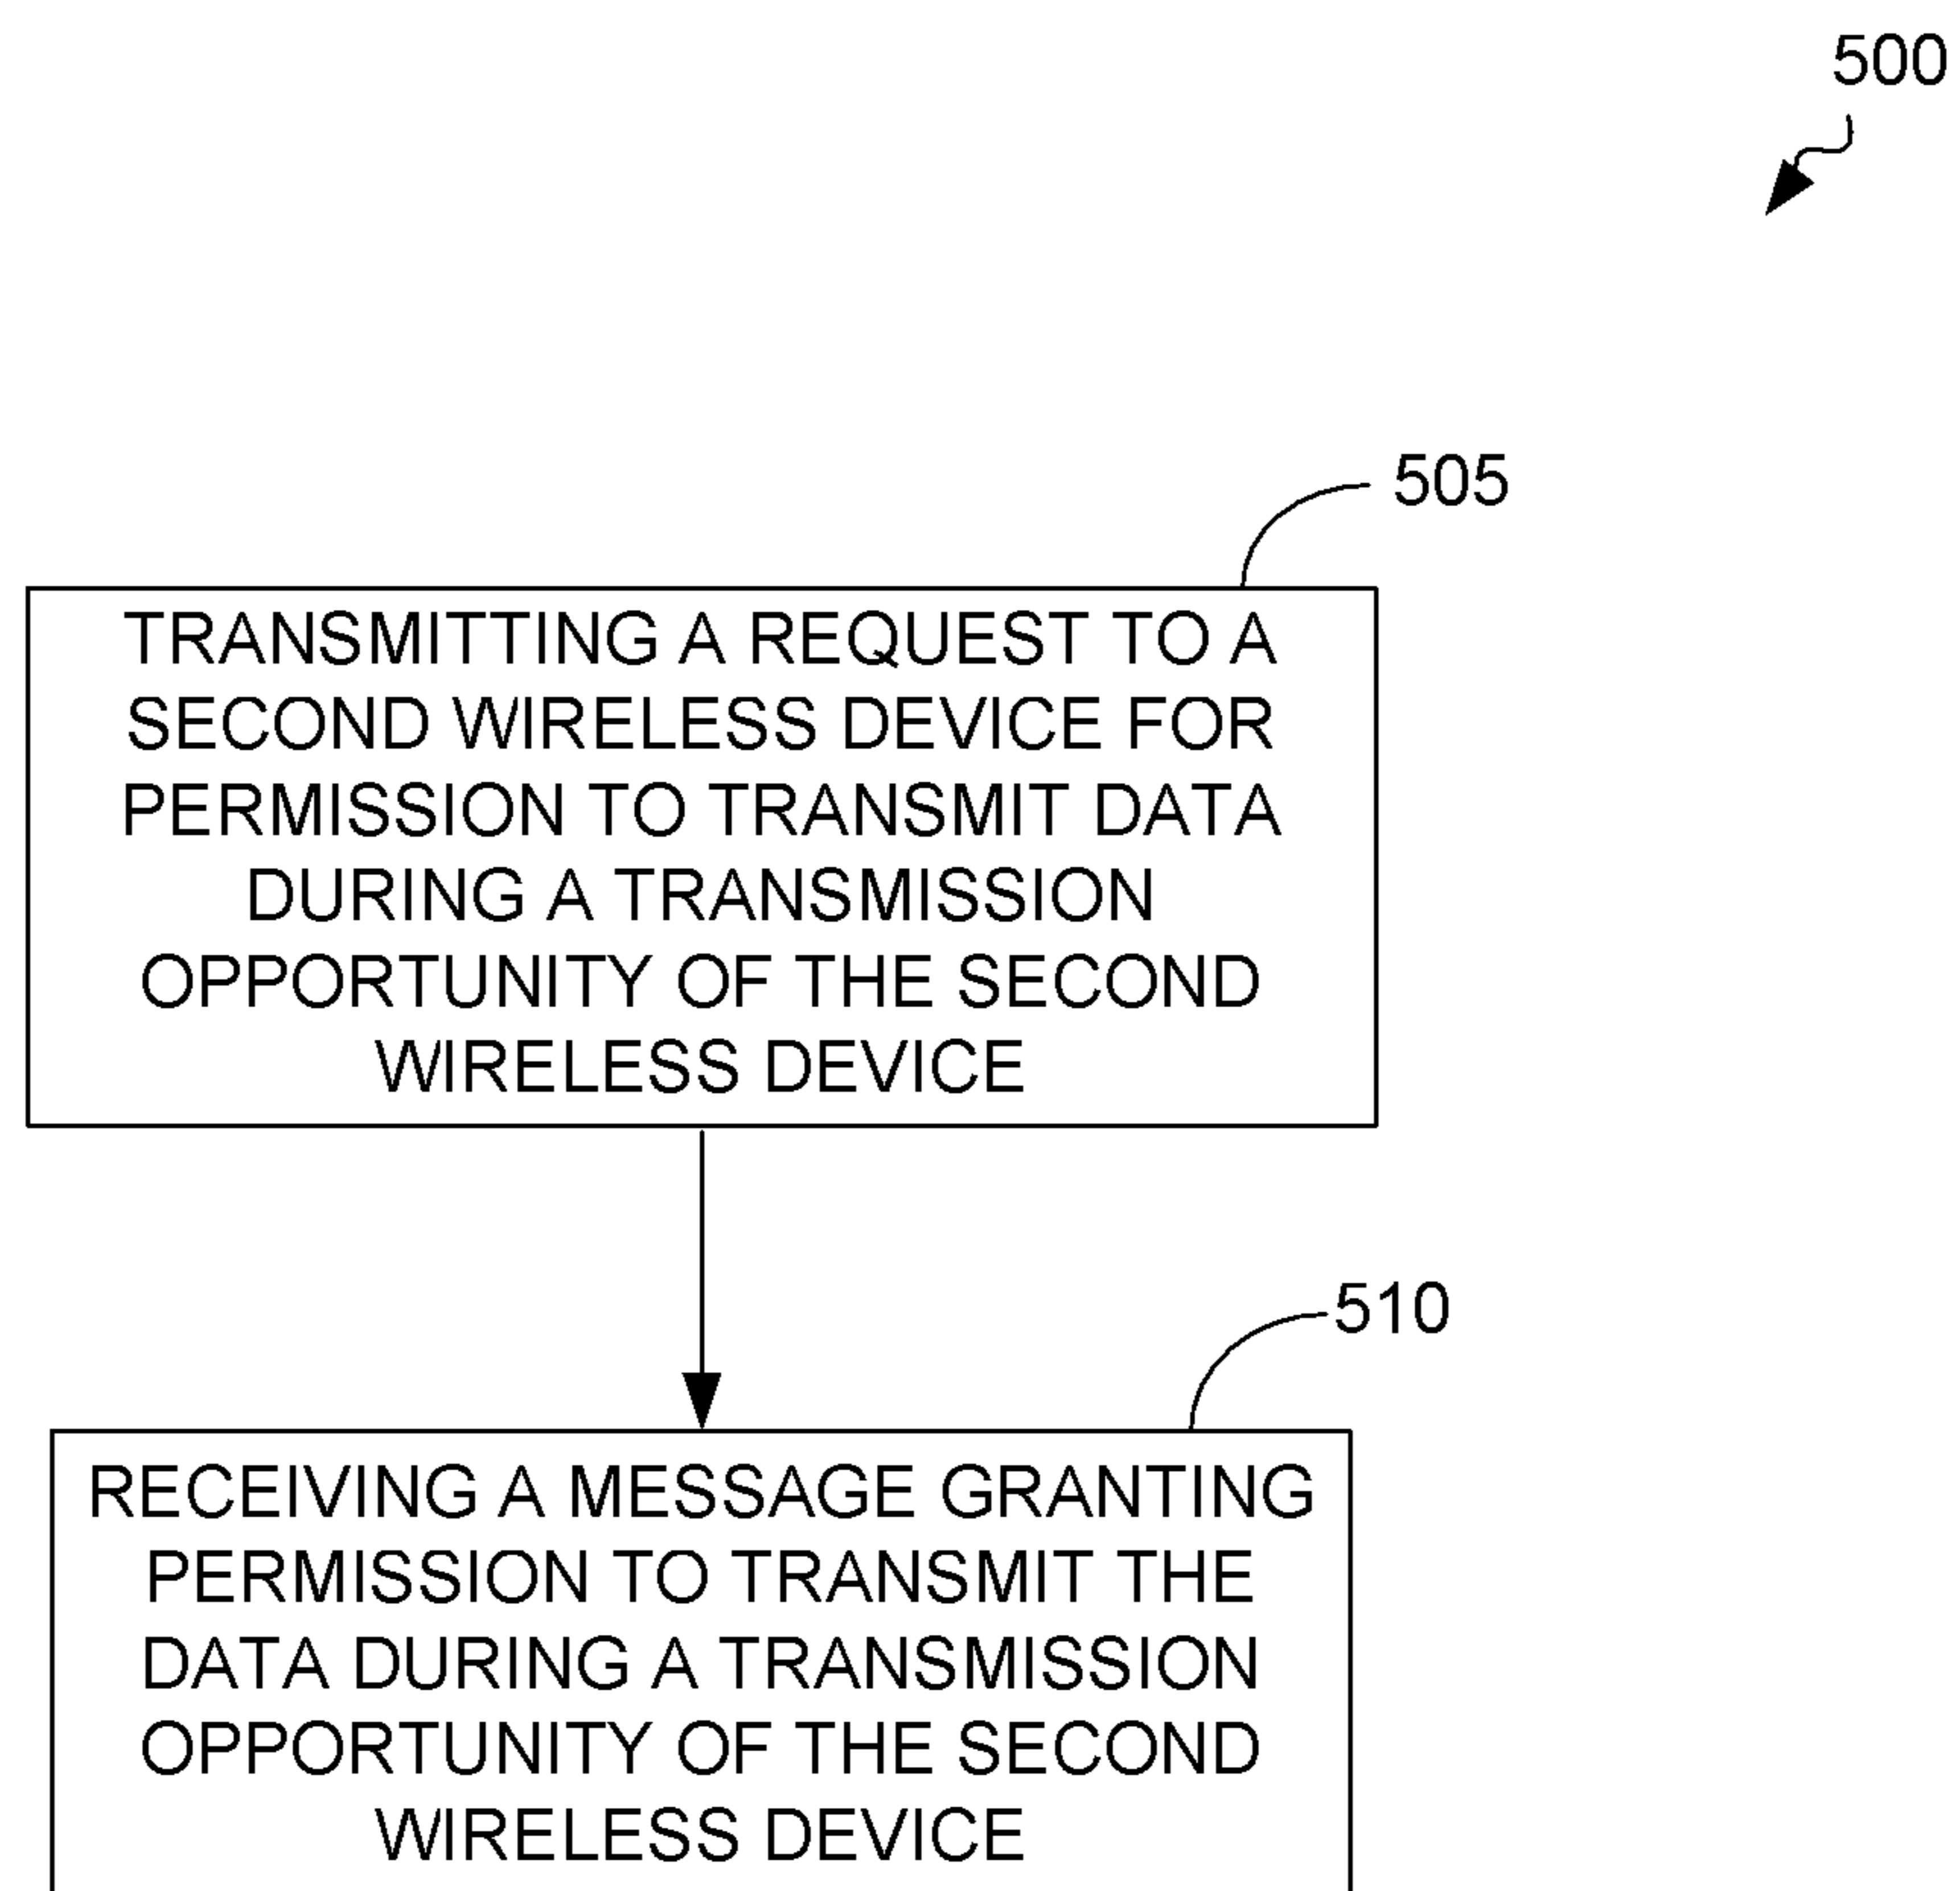 500
505
TRANSMITTING A REQUEST TO A
SECOND WIRELESS DEVICE FOR
PERMISSION TO TRANSMIT DATA
DURING A TRANSMISSION
OPPORTUNITY OF THE SECOND
WIRELESS DEVICE
510
RECEIVING A MESSAGE GRANTING
PERMISSION TO TRANSMIT THE
DATA DURING A TRANSMISSION
OPPORTUNITY OF THE SECOND
WIRELESS DEVICE